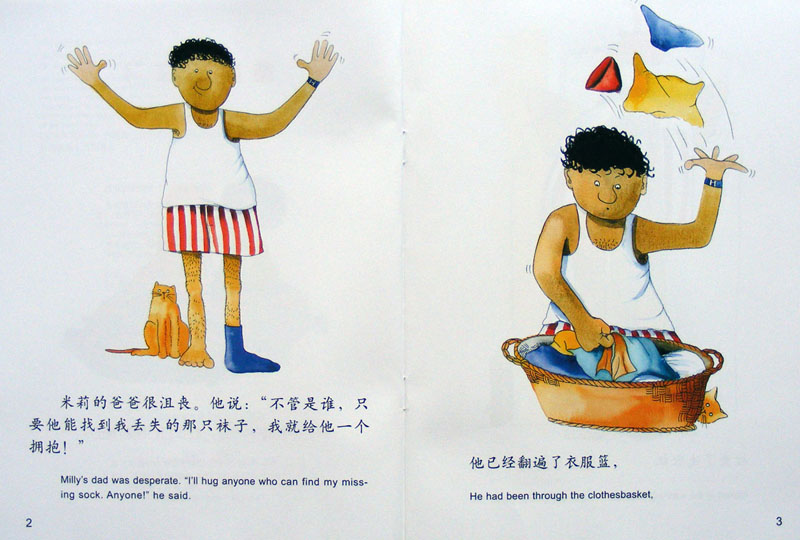 米莉的爸爸很沮丧。他说：“不管是谁，只
要他能找到我丢失的那只袜子，我就给他一个
拥抱！”
Milly's dad was desperate. “I'll hug anyone who can find my miss-
ing sock. Anyone!” he said.
2
他已经翻遍了衣服篮，
He had been through the clothesbasket,
3